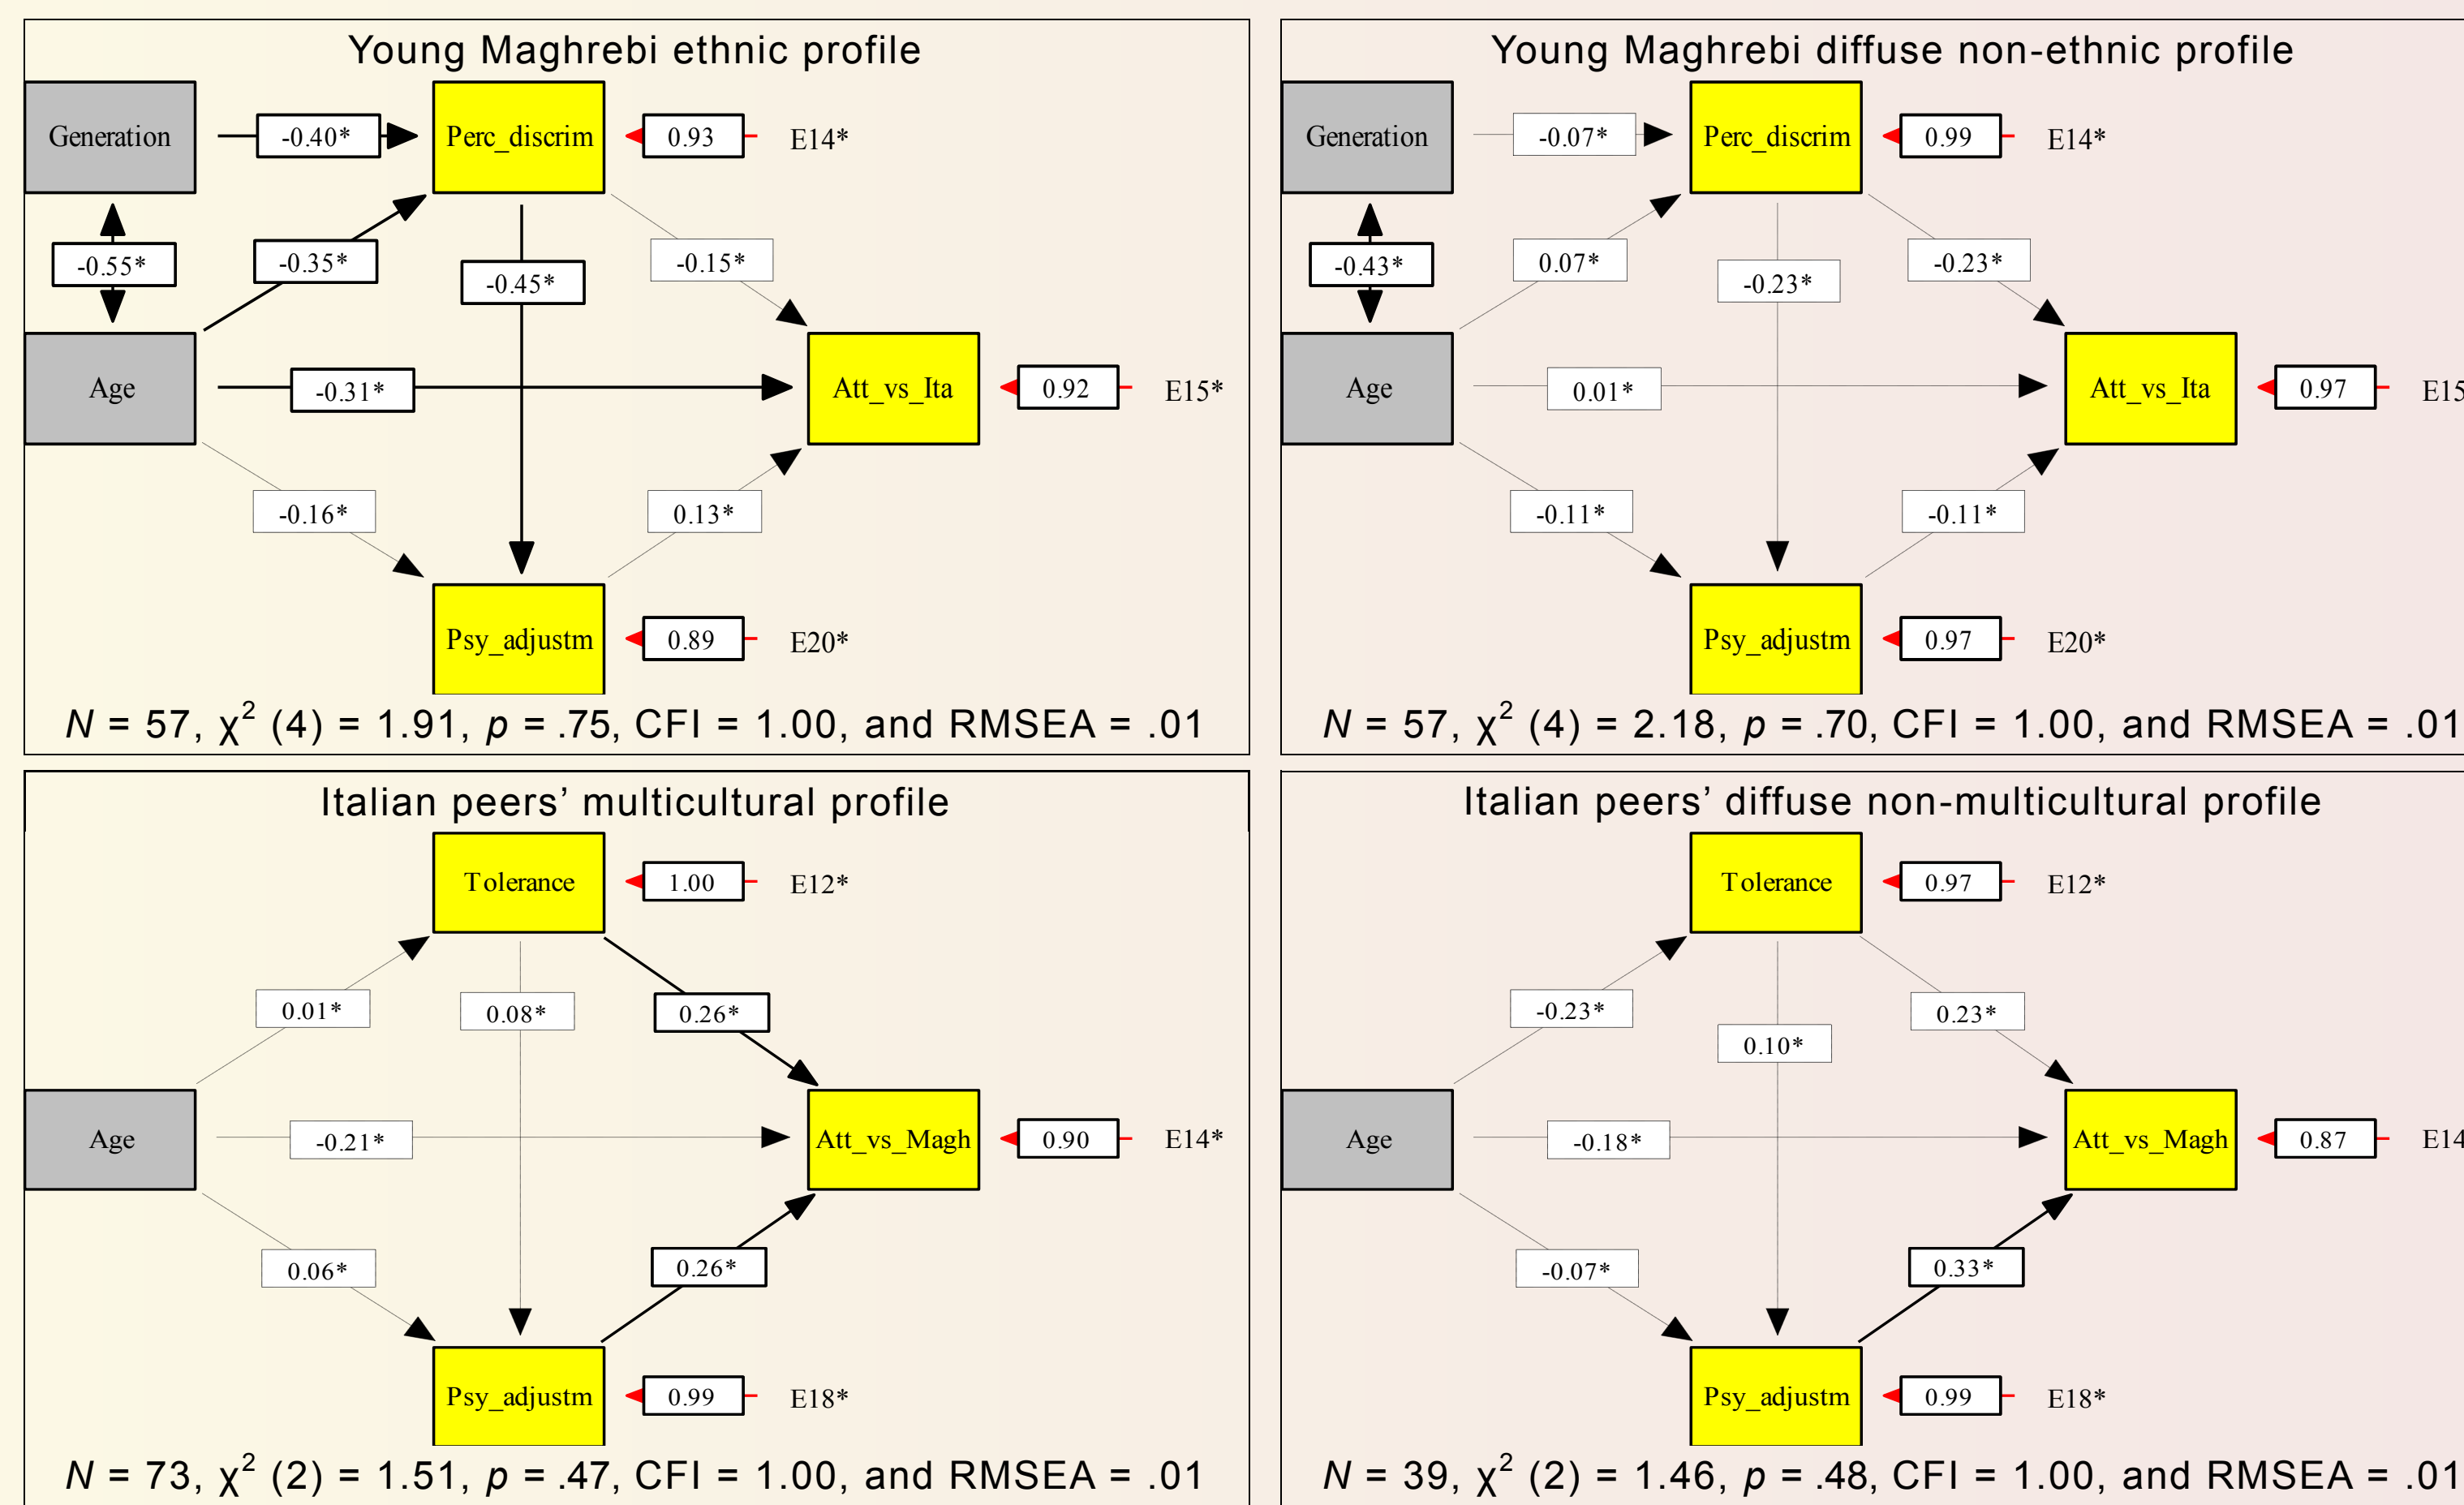 Young Maghrebi ethnic profile
Generation
-0.40*
Perc_discrim
0.93
E14*
-0.55*
-0.35*
-0.45*
-0.15*
Age
-0.31*
Att_vs_Ita
0.92
E15*
-0.16*
0.13*
Psy_adjustm
0.89
E20*
N = 57, χ² (4) = 1.91, p = .75, CFI = 1.00, and RMSEA = .01
Young Maghrebi diffuse non-ethnic profile
Generation
-0.07*
Perc_discrim
0.99
E14*
-0.43*
0.07*
-0.23*
-0.23*
Age
0.01*
Att_vs_Ita
0.97
E15
-0.11*
-0.11*
Psy_adjustm
0.97
E20*
N = 57, χ² (4) = 2.18, p = .70, CFI = 1.00, and RMSEA = .01
Italian peers’ multicultural profile
Tolerance
1.00
E12*
0.01*
0.08*
0.26*
Age
-0.21*
Att_vs_Magh
0.90
E14*
0.06*
0.26*
Psy_adjustm
0.99
E18*
N = 73, χ² (2) = 1.51, p = .47, CFI = 1.00, and RMSEA = .01
Italian peers’ diffuse non-multicultural profile
Tolerance
0.97
E12*
-0.23*
0.10*
0.23*
Age
-0.18*
Att_vs_Magh
0.87
E14
-0.07*
0.33*
Psy_adjustm
0.99
E18*
N = 39, χ² (2) = 1.46, p = .48, CFI = 1.00, and RMSEA = .01